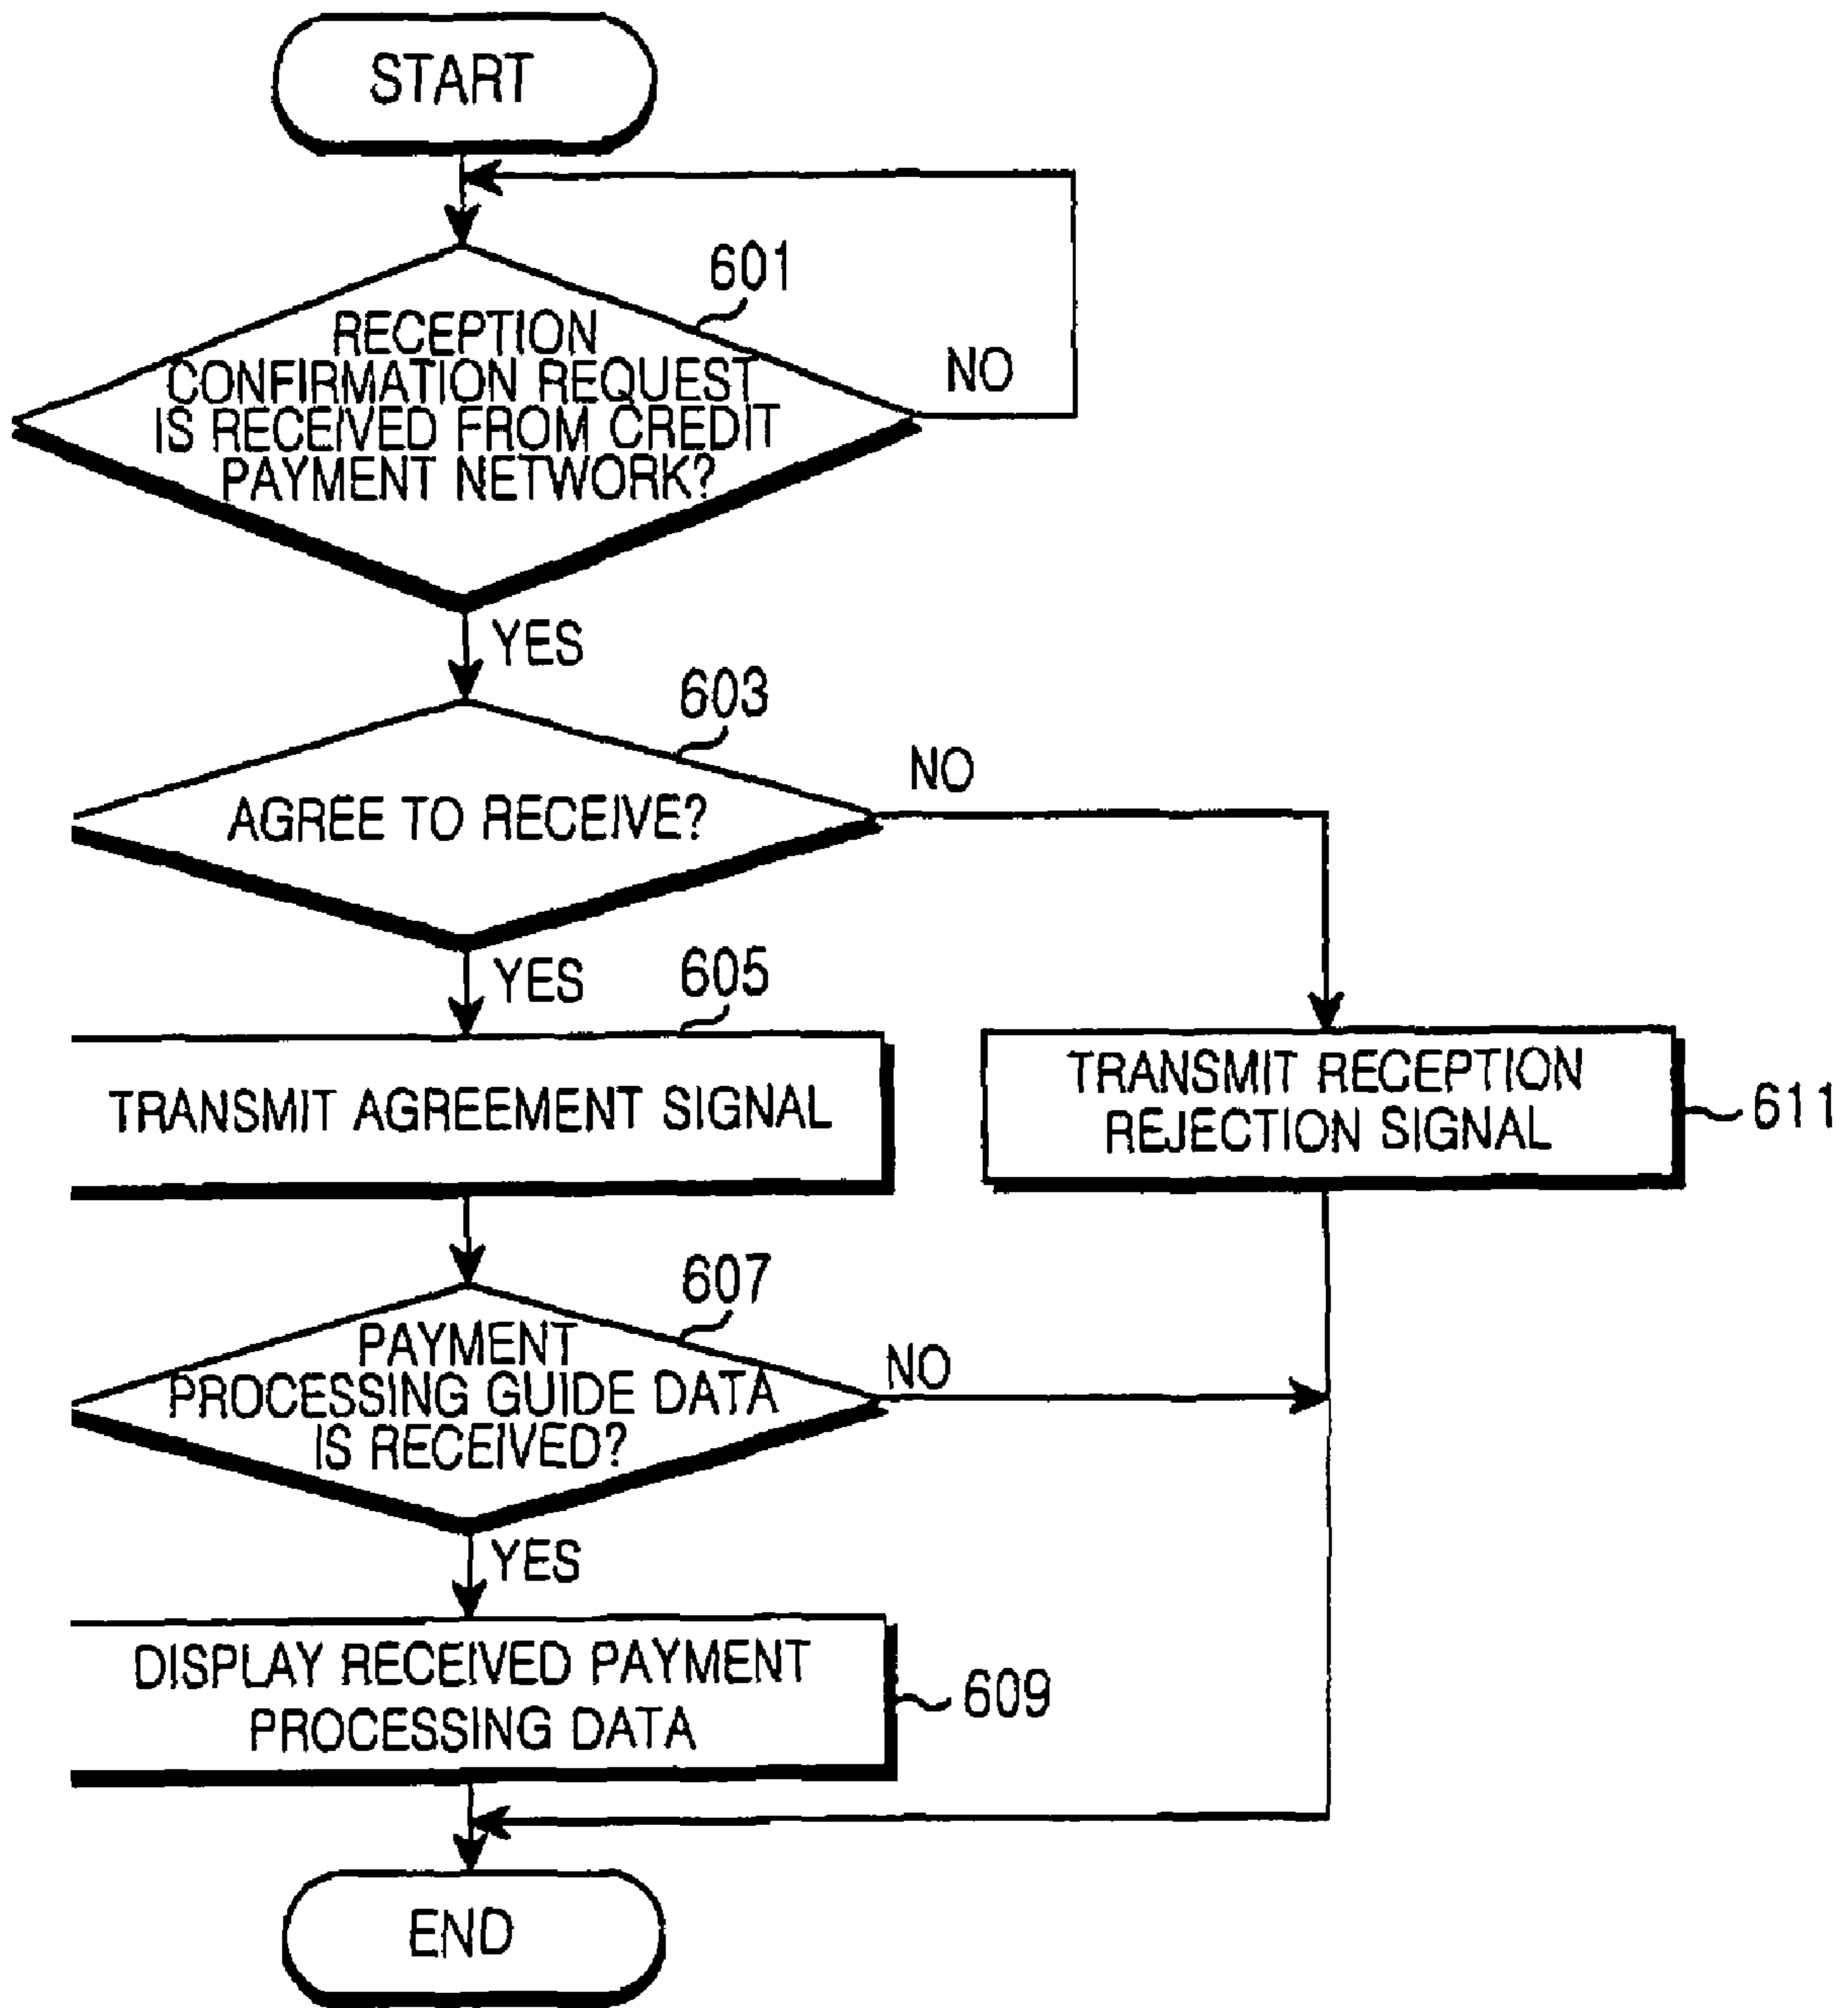 START
601
RECEPTION
CONFIRMATION REQUEST
IS RECEIVED FROM CREDIT
PAYMENT NETWORK?
NO
YES
603
AGREE TO RECEIVE?
NO
YES
605
TRANSMIT AGREEMENT SIGNAL
TRANSMIT RECEPTION
REJECTION SIGNAL
611
607
PAYMENT
PROCESSING GUIDE DATA
IS RECEIVED?
NO
YES
DISPLAY RECEIVED PAYMENT
PROCESSING DATA
609
END